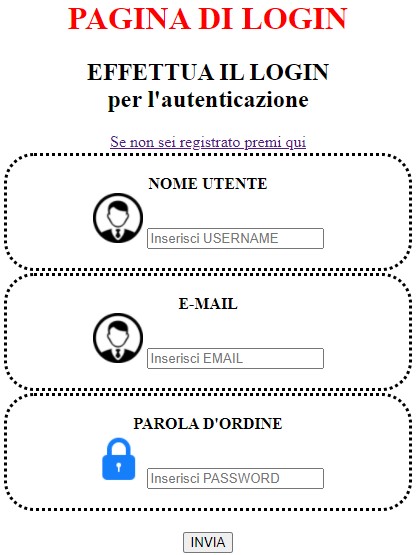 PAGINA DI LOGIN
EFFETTUA IL LOGIN
per l'autenticazione
Se non sei registrato premi qui
NOME UTENTE
Inserisci USERNAME
E-MAIL
Inserisci EMAIL
PAROLA D'ORDINE
Inserisci PASSWORD
INVIA